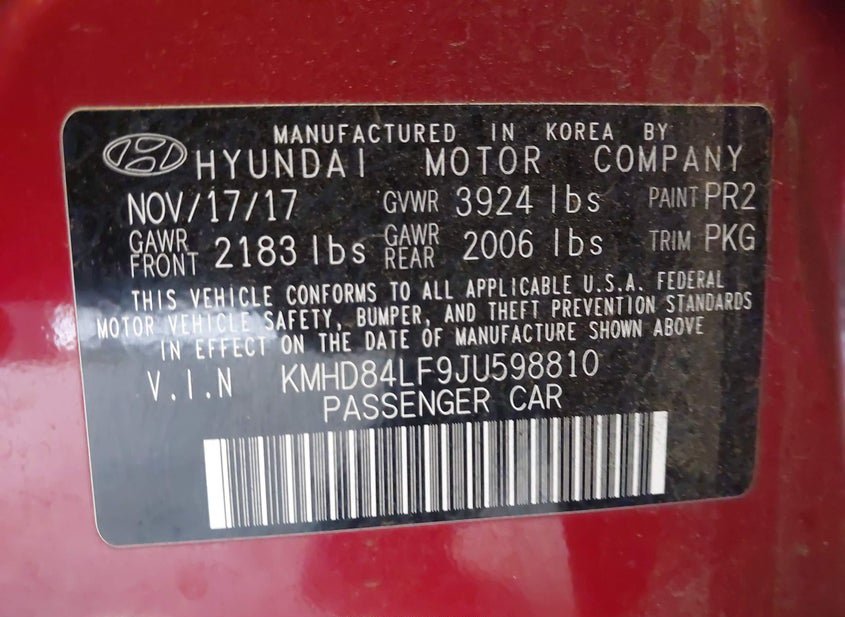 MANUFACTURED IN KOREA BY
HYUNDAI MOTOR COMPANY
NOV/17/17 GVWR 3924 lbs PAINT PR2
GAWR FRONT 2183 lbs GAWR REAR 2006 lbs TRIM PKG
THIS VEHICLE CONFORMS TO ALL APPLICABLE U.S.A. FEDERAL
MOTOR VEHICLE SAFETY, BUMPER, AND THEFT PREVENTION STANDARDS
IN EFFECT ON THE DATE OF MANUFACTURE SHOWN ABOVE
V.I.N KMHD84LF9JU598810
PASSENGER CAR